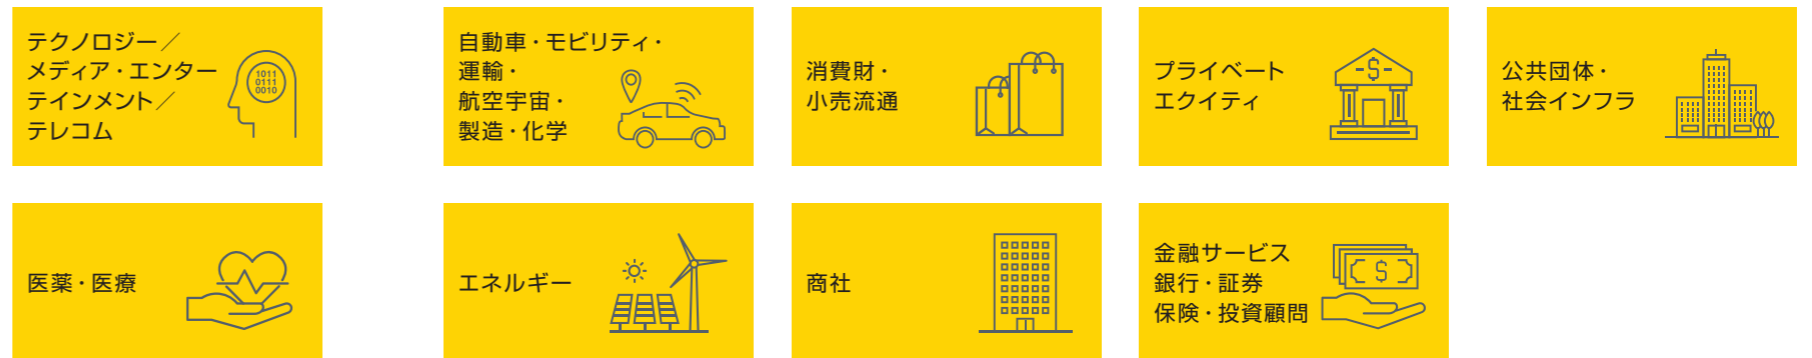 テクノロジー／
メディア・エンター
テインメント／
テレコム
1011
0111
0010
自動車・モビリティ・
運輸・
航空宇宙・
製造・化学
消費財・
小売流通
プライベート
エクイティ
$
公共団体・
社会インフラ
医薬・医療
エネルギー
商社
金融サービス
銀行・証券
保険・投資顧問
$